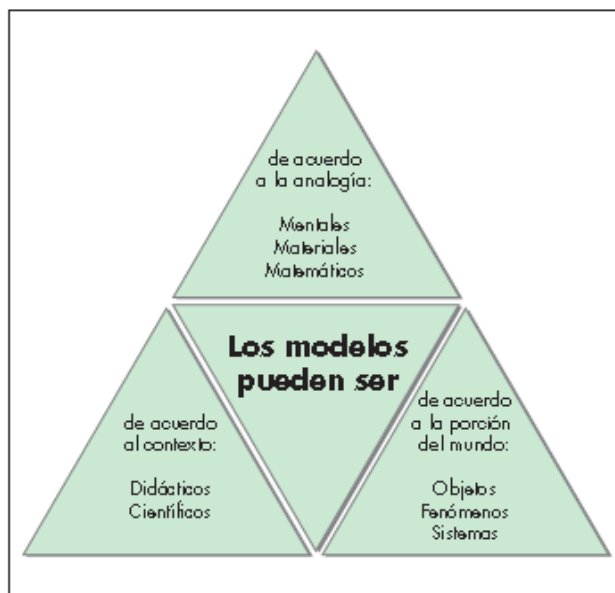 de acuerdo
a la analogía:
Mentales
Materiales
Matemáticos
Los modelos
pueden ser
de acuerdo
al contexto:
Didácticos
Científicos
de acuerdo
a la porción
del mundo:
Objetos
Fenómenos
Sistemas